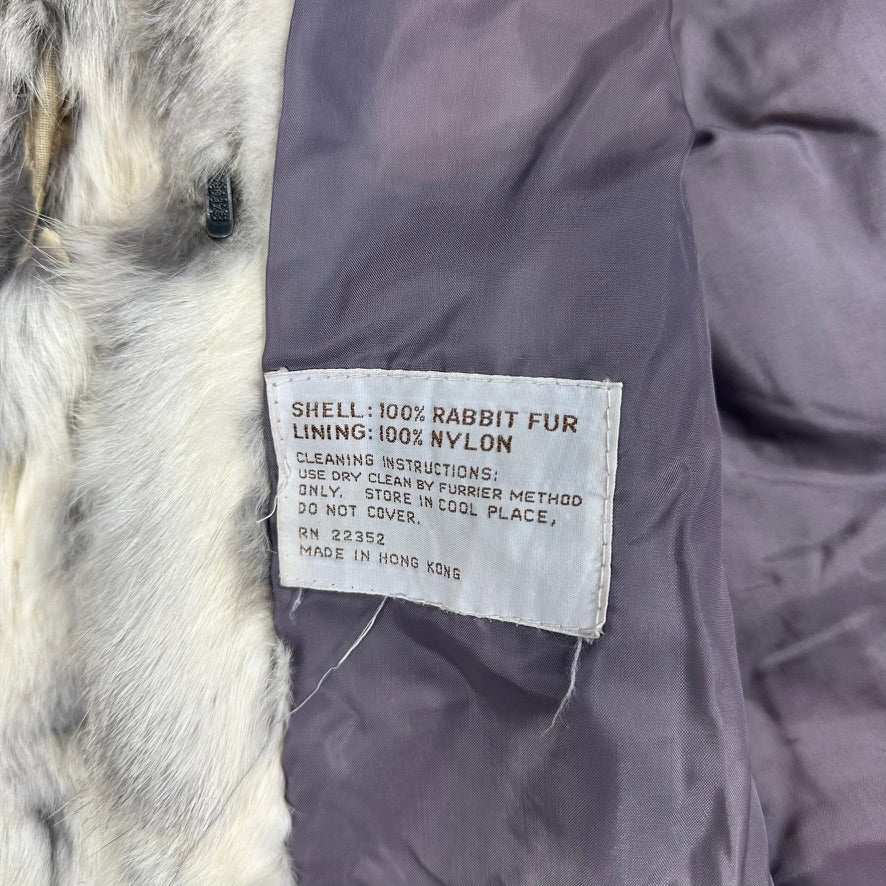 SHELL: 100% RABBIT FUR
LINING: 100% NYLON
CLEANING INSTRUCTIONS:
USE DRY CLEAN BY FURRIER METHOD
ONLY. STORE IN COOL PLACE,
DO NOT COVER.
RN 22352
MADE IN HONG KONG